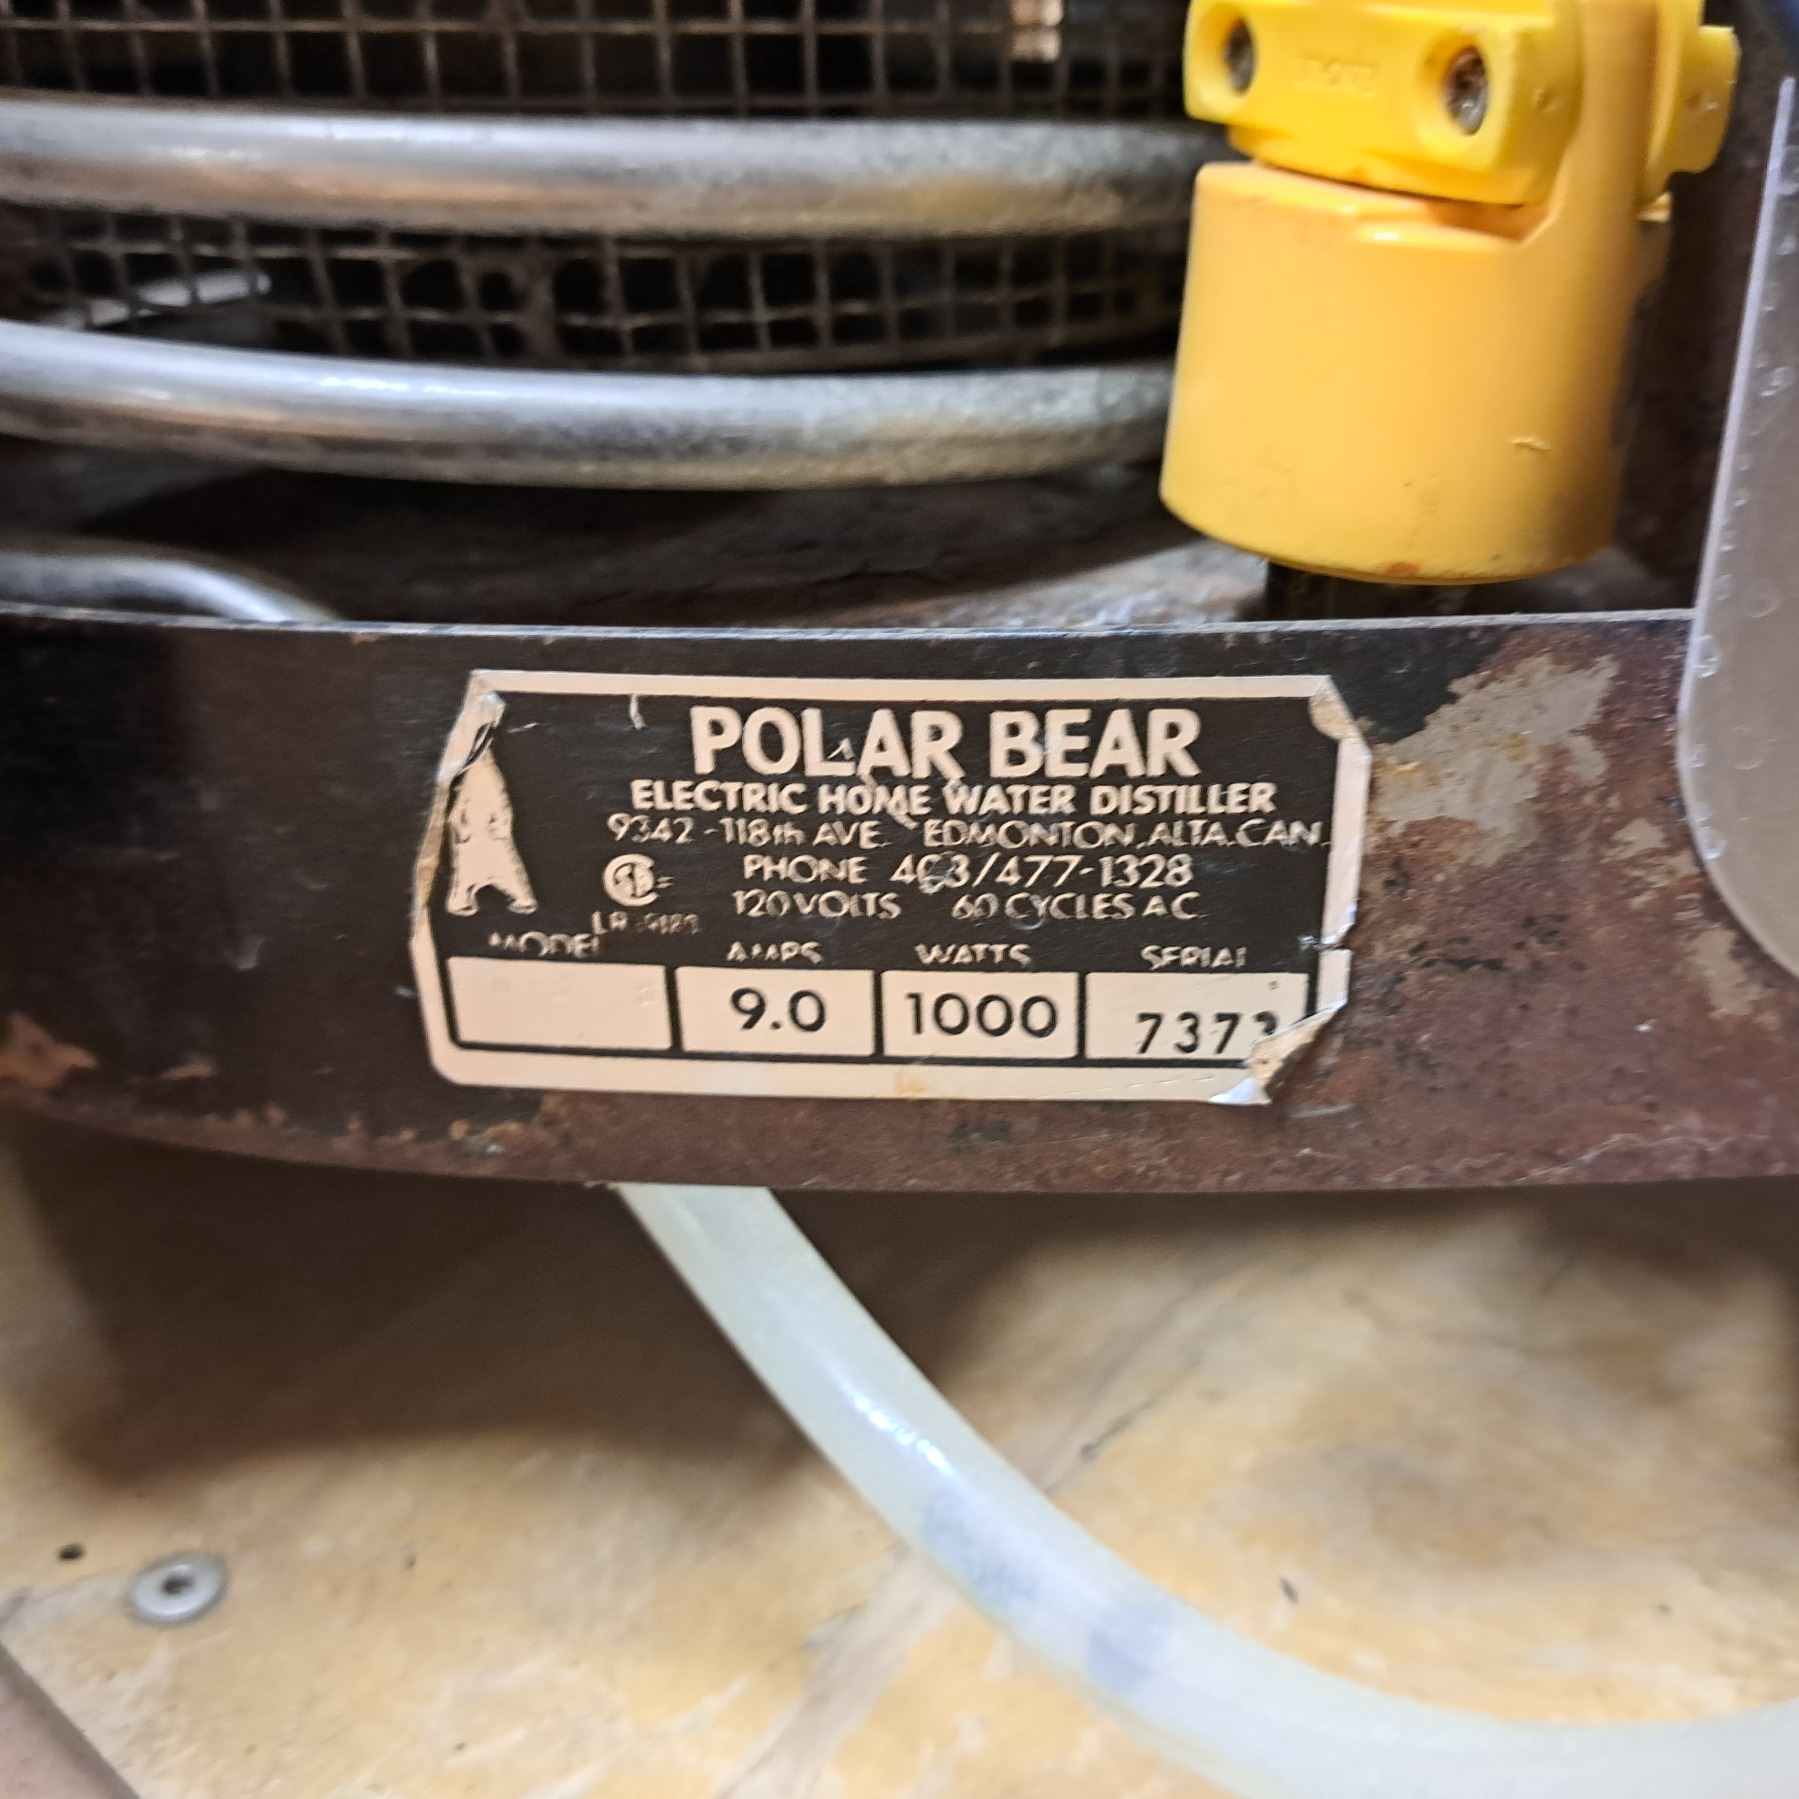 POLAR BEAR
ELECTRIC HOME WATER DISTILLER
9342-118th AVE. EDMONTON, ALTA. CAN.
PHONE 403/477-1328
120 VOLTS 60 CYCLES A C
MODEL AMPS WATTS SERIAL
9.0 1000 7373